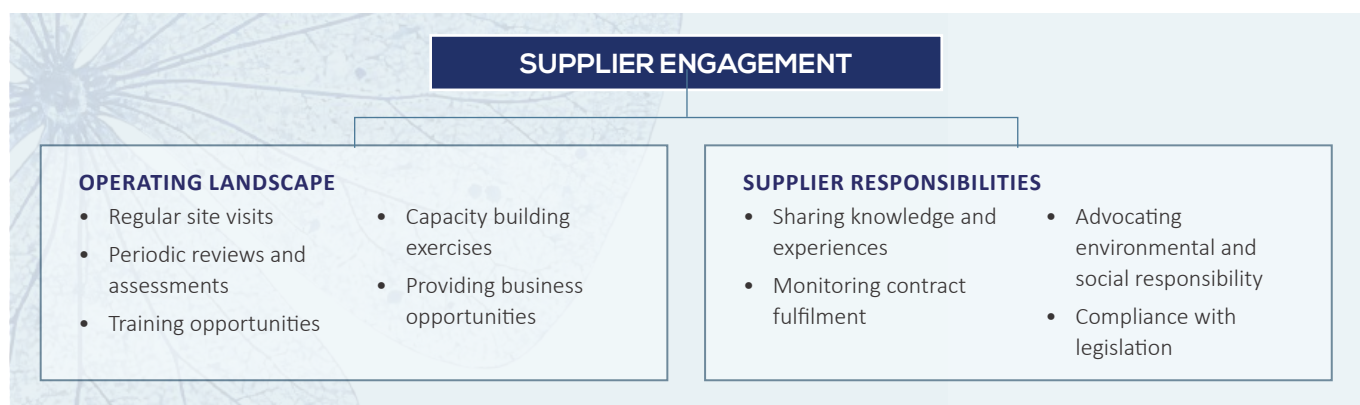 SUPPLIER ENGAGEMENT
OPERATING LANDSCAPE
• Regular site visits
• Periodic reviews and
assessments
• Training opportunities
• Capacity building
exercises
• Providing business
opportunities
SUPPLIER RESPONSIBILITIES
• Sharing knowledge and
experiences
• Monitoring contract
fulfilment
• Advocating
environmental and
social responsibility
• Compliance with
legislation